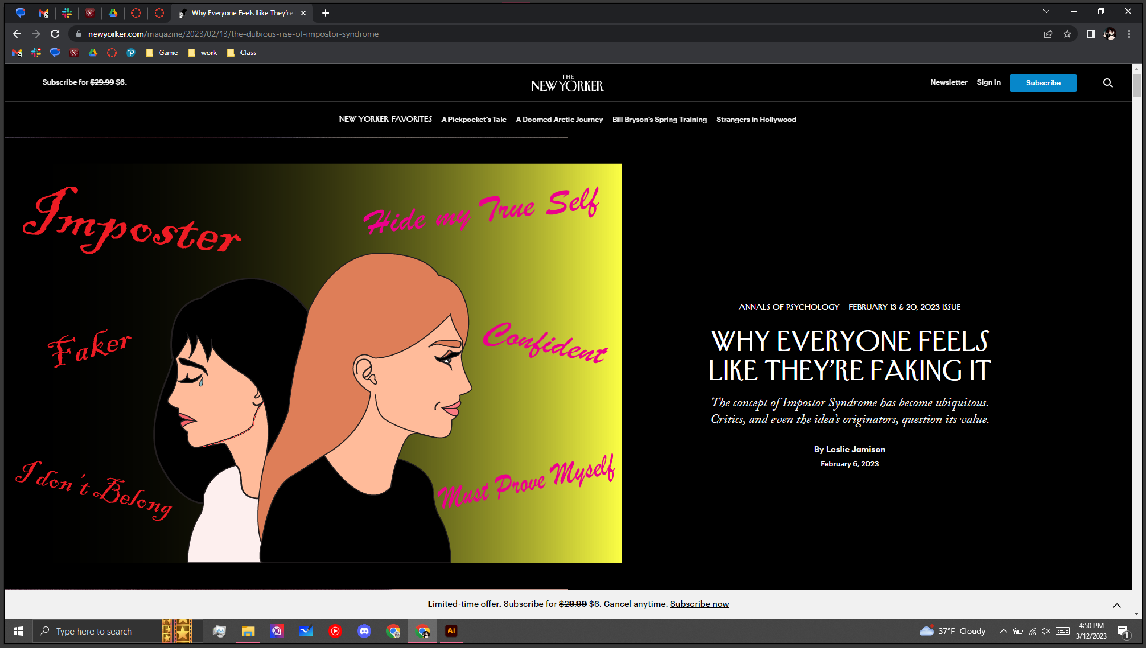 Why Everyone Feels Like They're
newyorker.com/magazine/2023/02/13/the-dubious-rise-of-impostor-syndrome
Game
work
Class
Subscribe for $29.99 $6.
THE
NEW YORKER
Newsletter
Sign In
Subscribe
NEW YORKER FAVORITES
A Pickpocket's Tale
A Doomed Arctic Journey
Bill Bryson's Spring Training
Strangers in Hollywood
Imposter
Hide my True Self
Faker
Confident
I don't Belong
Must Prove Myself
ANNALS OF PSYCHOLOGY
FEBRUARY 13 & 20, 2023 ISSUE
WHY EVERYONE FEELS
LIKE THEY'RE FAKING IT
The concept of Impostor Syndrome has become ubiquitous.
Critics, and even the idea's originators, question its value.
By Leslie Jamison
February 6, 2023
Limited-time offer. Subscribe for $29.99 $6. Cancel anytime. Subscribe now
Type here to search
Ai
37°F Cloudy
4:50 PM
3/12/2023
1